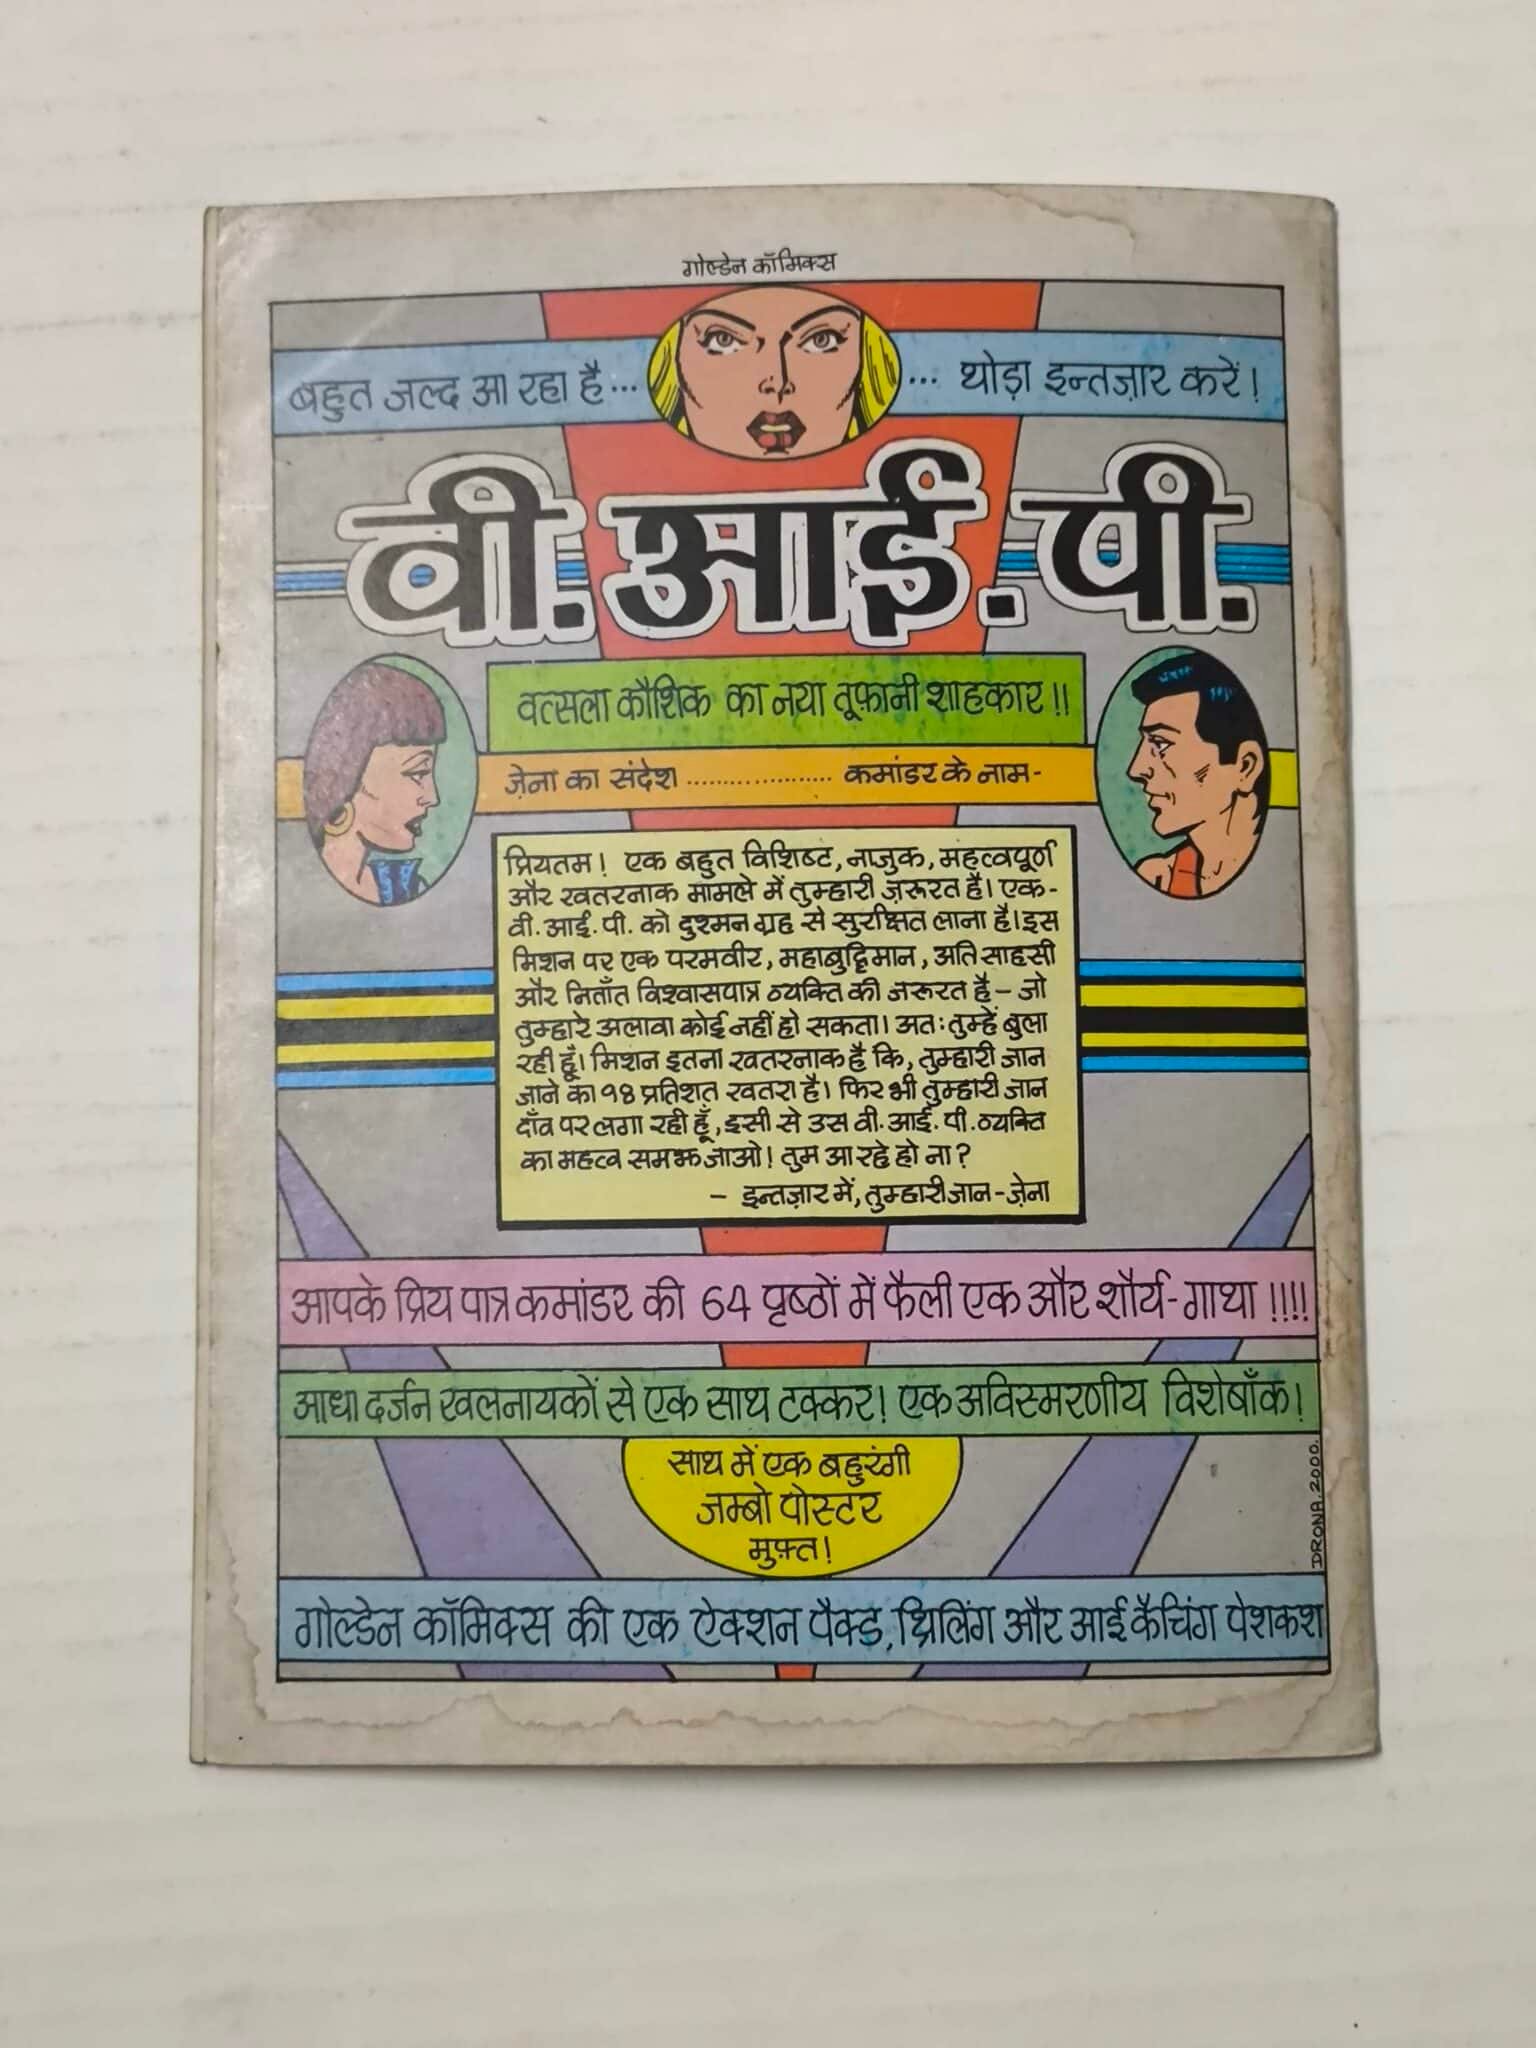 गोल्डेन कॉमिक्स
बहुत जल्द आ रहा है... ... थोड़ा इन्तज़ार करें!
वी.आई.पी.
वत्सला कौशिक का नया तूफ़ानी शाहकार!!
ज़ेना का संदेश .................. कमांडर के नाम-
प्रियतम! एक बहुत विशिष्ट, नाजुक, महत्वपूर्ण
और खतरनाक मामले में तुम्हारी ज़रूरत है। एक-
वी. आई. पी. को दुश्मन ग्रह से सुरक्षित लाना है। इस
मिशन पर एक परमवीर, महाबुद्धिमान, अति साहसी
और निताँत विश्वासपात्र व्यक्ति की जरूरत है – जो
तुम्हारे अलावा कोई नहीं हो सकता। अतः तुम्हें बुला
रही हूँ। मिशन इतना खतरनाक है कि, तुम्हारी जान
जाने का ९८ प्रतिशत खतरा है। फिर भी तुम्हारी जान
दाँव पर लगा रही हूँ, इसी से उस वी. आई. पी. व्यक्ति
का महत्व समझ जाओ! तुम आ रहे हो ना?
– इन्तज़ार में, तुम्हारी जान-ज़ेना
आपके प्रिय पात्र कमांडर की 64 पृष्ठों में फैली एक और शौर्य-गाथा !!!!
आधा दर्जन खलनायकों से एक साथ टक्कर! एक अविस्मरणीय विशेषाँक!
साथ में एक बहुरंगी
जम्बो पोस्टर
मुफ़्त!
DRONA.2000.
गोल्डेन कॉमिक्स की एक ऐक्शन पैक्ड, थ्रिलिंग और आई कैचिंग पेशकश